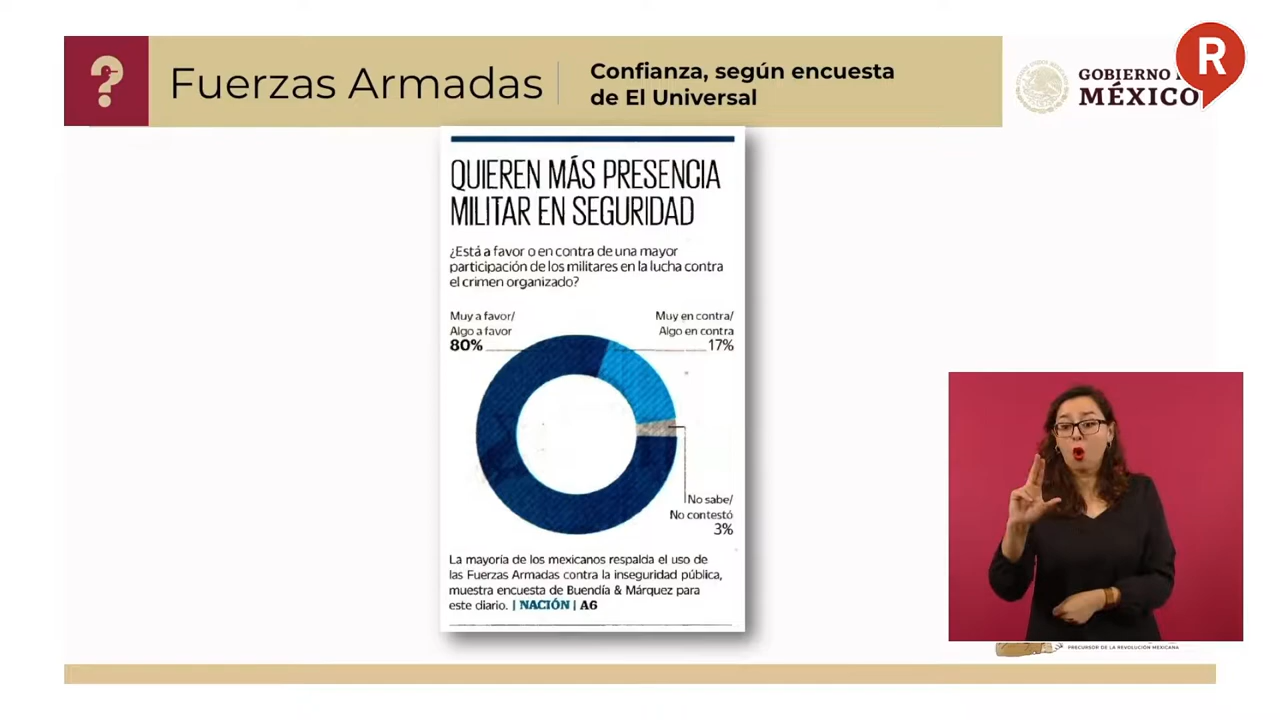 ?
Fuerzas Armadas
Confianza, según encuesta
de El Universal
GOBIERNO
MÉXICO
R
QUIEREN MÁS PRESENCIA
MILITAR EN SEGURIDAD
¿Está a favor o en contra de una mayor
participación de los militares en la lucha contra
el crimen organizado?
Muy a favor/
Algo a favor
80%
Muy en contra/
Algo en contra
17%
No sabe/
No contestó
3%
La mayoría de los mexicanos respalda el uso de
las Fuerzas Armadas contra la inseguridad pública,
muestra encuesta de Buendía & Márquez para
este diario. | NACIÓN | A6
PRECURSOR DE LA REVOLUCIÓN MEXICANA